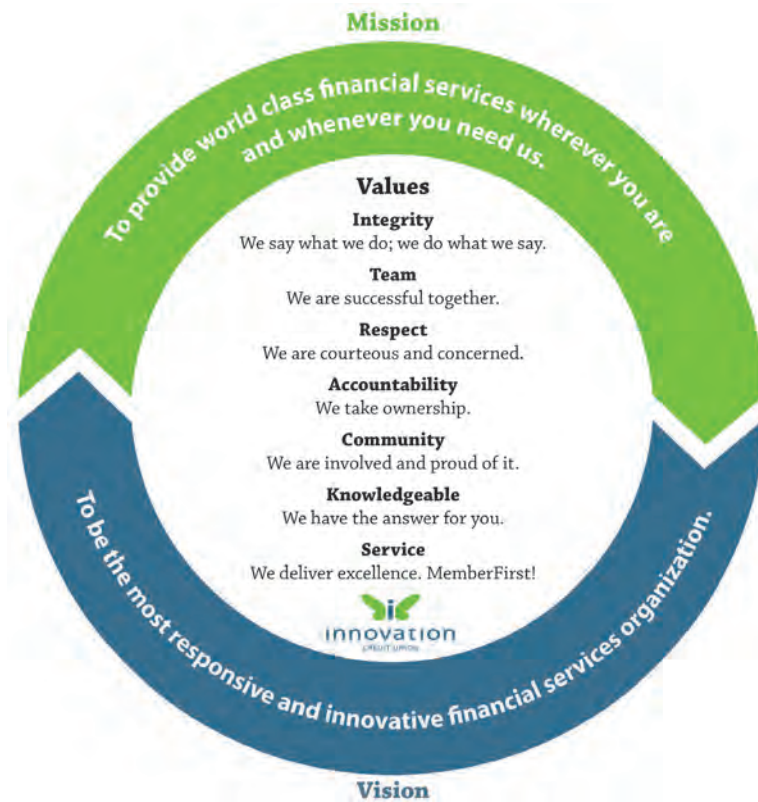 Mission
To provide world class financial services wherever you are
and whenever you need us.
Values
Integrity
We say what we do; we do what we say.
Team
We are successful together.
Respect
We are courteous and concerned.
Accountability
We take ownership.
Community
We are involved and proud of it.
Knowledgeable
We have the answer for you.
Service
We deliver excellence. MemberFirst!
innovation
CREDIT UNION
To be the most responsive and innovative financial services organization.
Vision